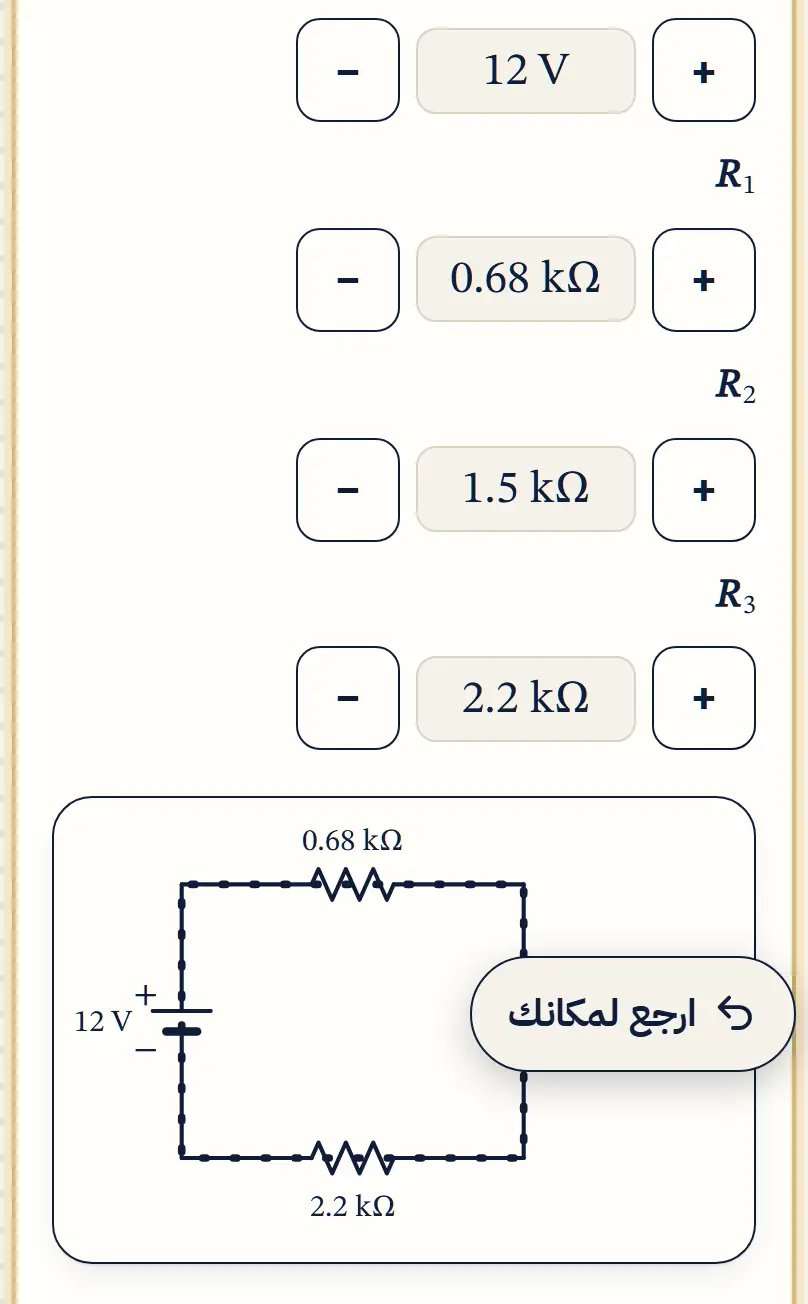 − 12 V +
R₁
− 0.68 kΩ +
R₂
− 1.5 kΩ +
R₃
− 2.2 kΩ +
0.68 kΩ
+
12 V
−
ارجع لمكانك
2.2 kΩ